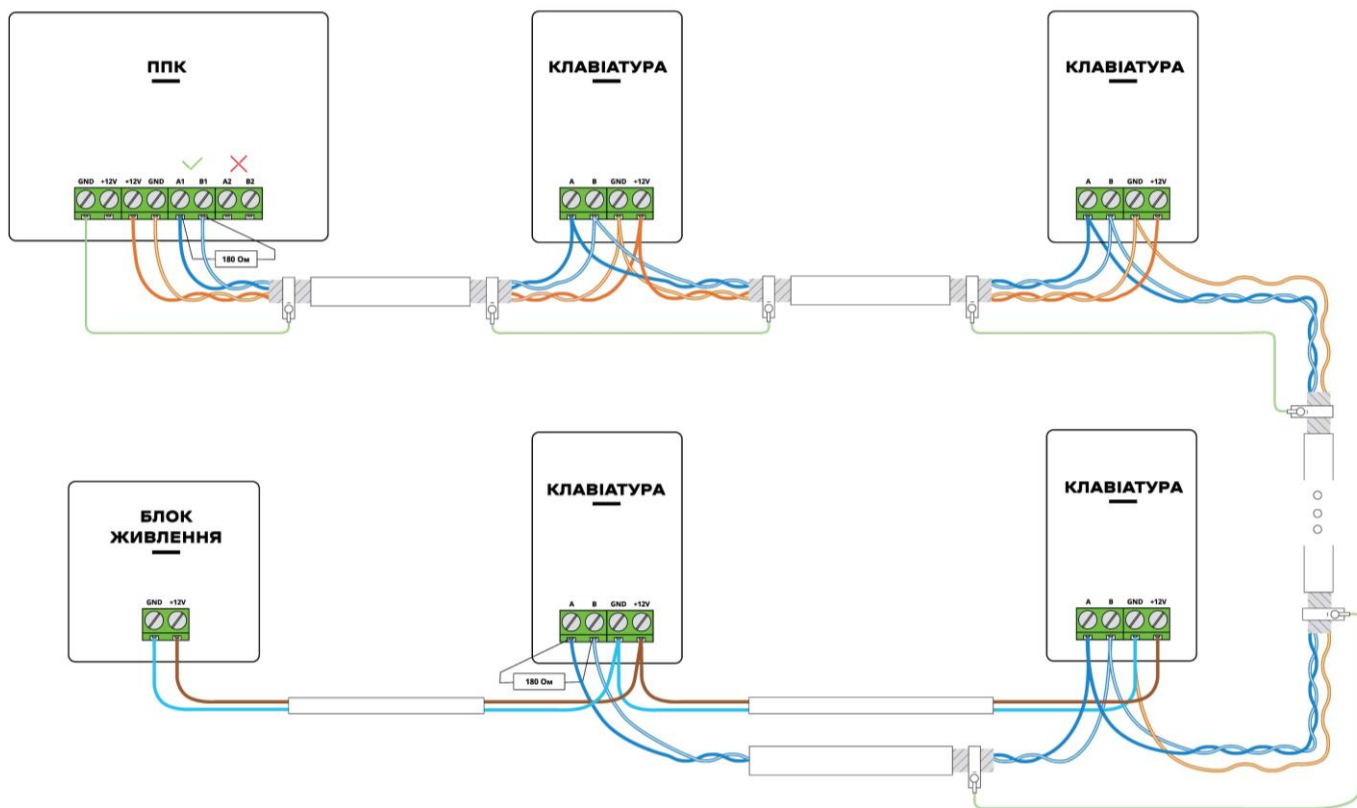 ППК
GND +12V +12V GND A1 B1 A2 B2
180 Ом
КЛАВІАТУРА
A B GND +12V
КЛАВІАТУРА
A B GND +12V
БЛОК
ЖИВЛЕННЯ
GND +12V
КЛАВІАТУРА
A B GND +12V
180 Ом
КЛАВІАТУРА
A B GND +12V